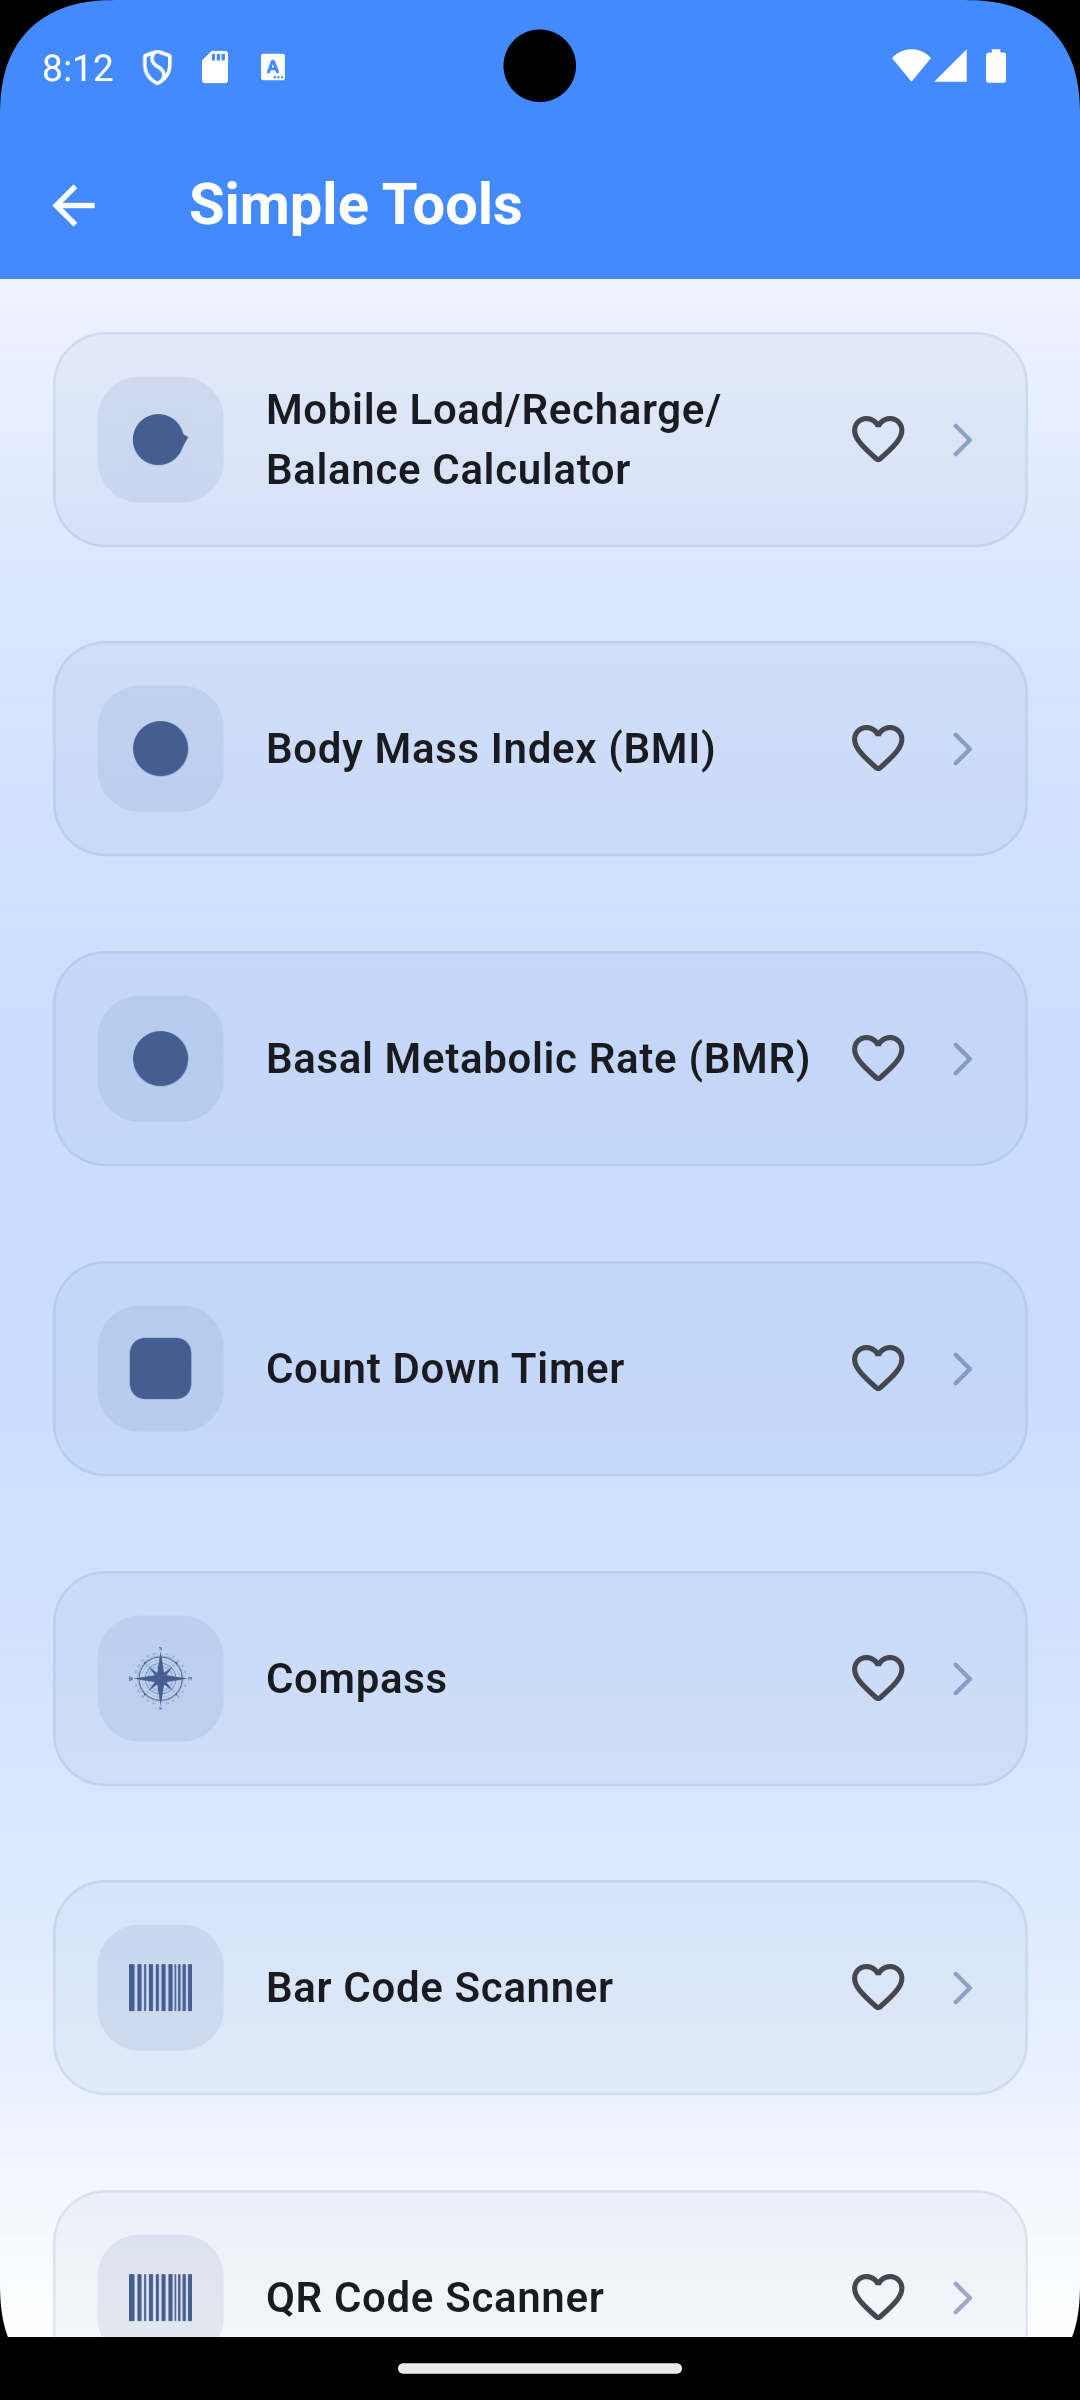 8:12
Simple Tools
Mobile Load/Recharge/
Balance Calculator
Body Mass Index (BMI)
Basal Metabolic Rate (BMR)
Count Down Timer
Compass
Bar Code Scanner
QR Code Scanner